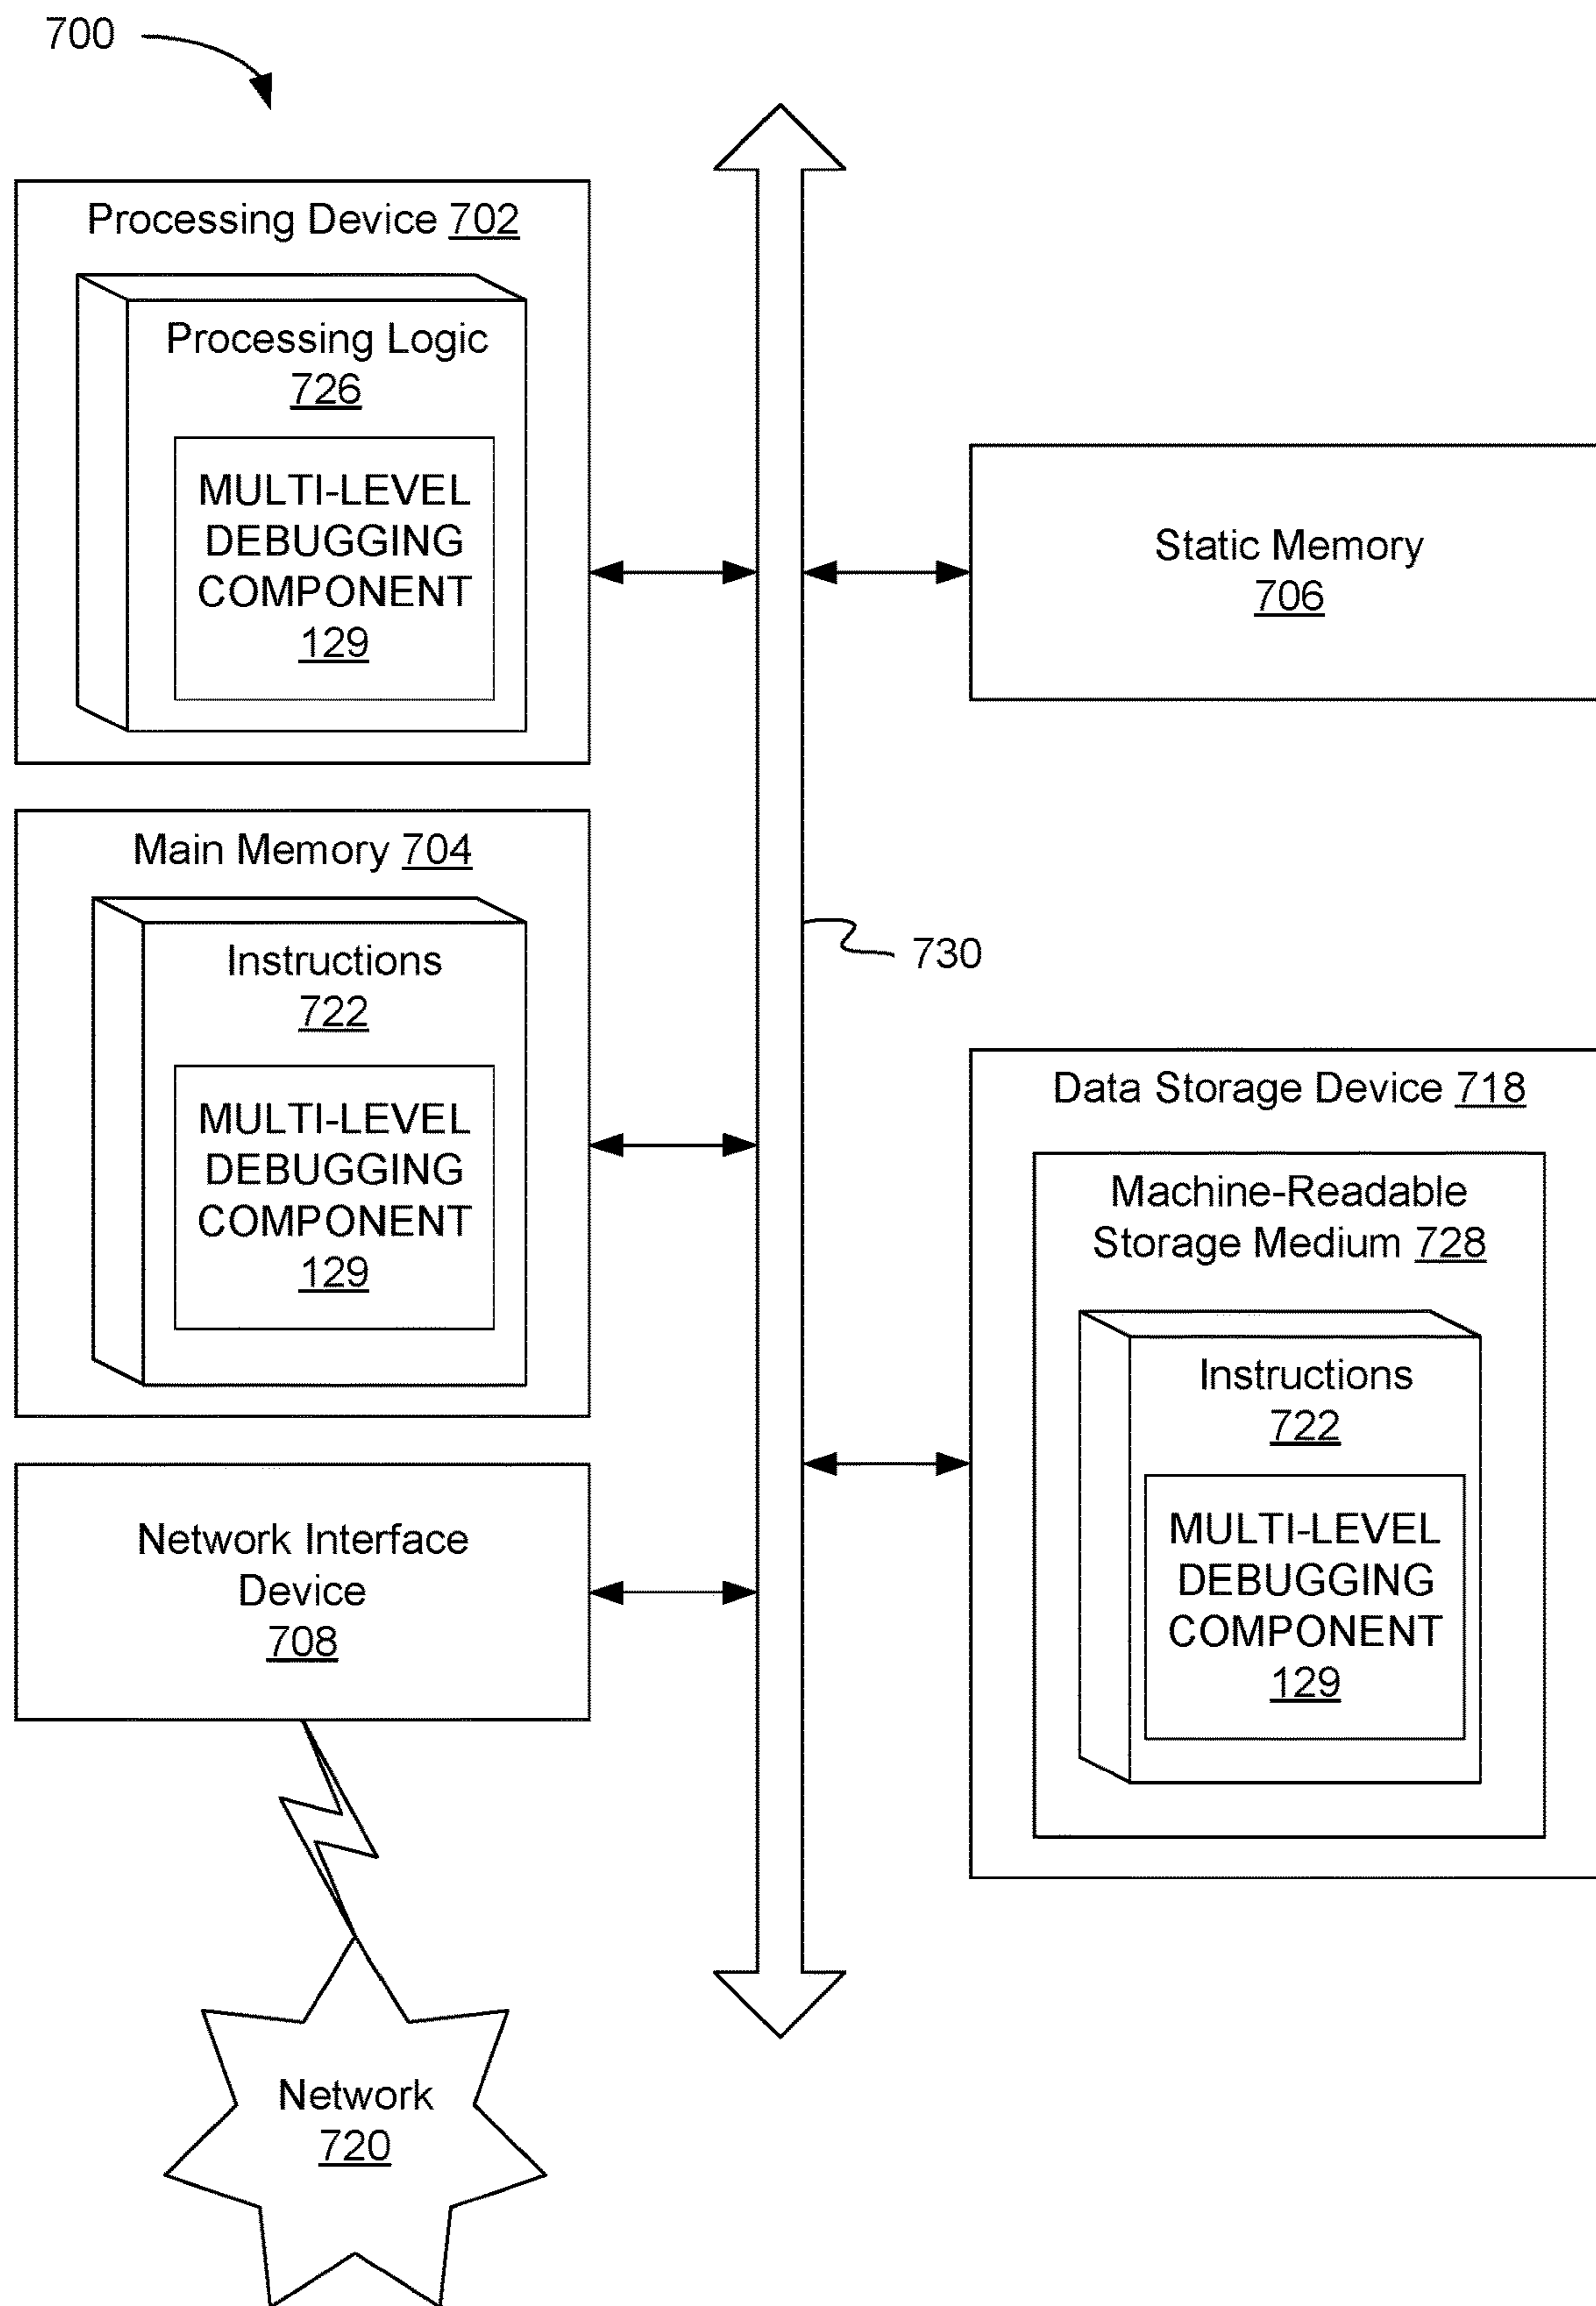 700
Processing Device 702
Processing Logic
726
MULTI-LEVEL
DEBUGGING
COMPONENT
129
Static Memory
706
Main Memory 704
Instructions
722
MULTI-LEVEL
DEBUGGING
COMPONENT
129
730
Data Storage Device 718
Machine-Readable
Storage Medium 728
Instructions
722
MULTI-LEVEL
DEBUGGING
COMPONENT
129
Network Interface
Device
708
Network
720